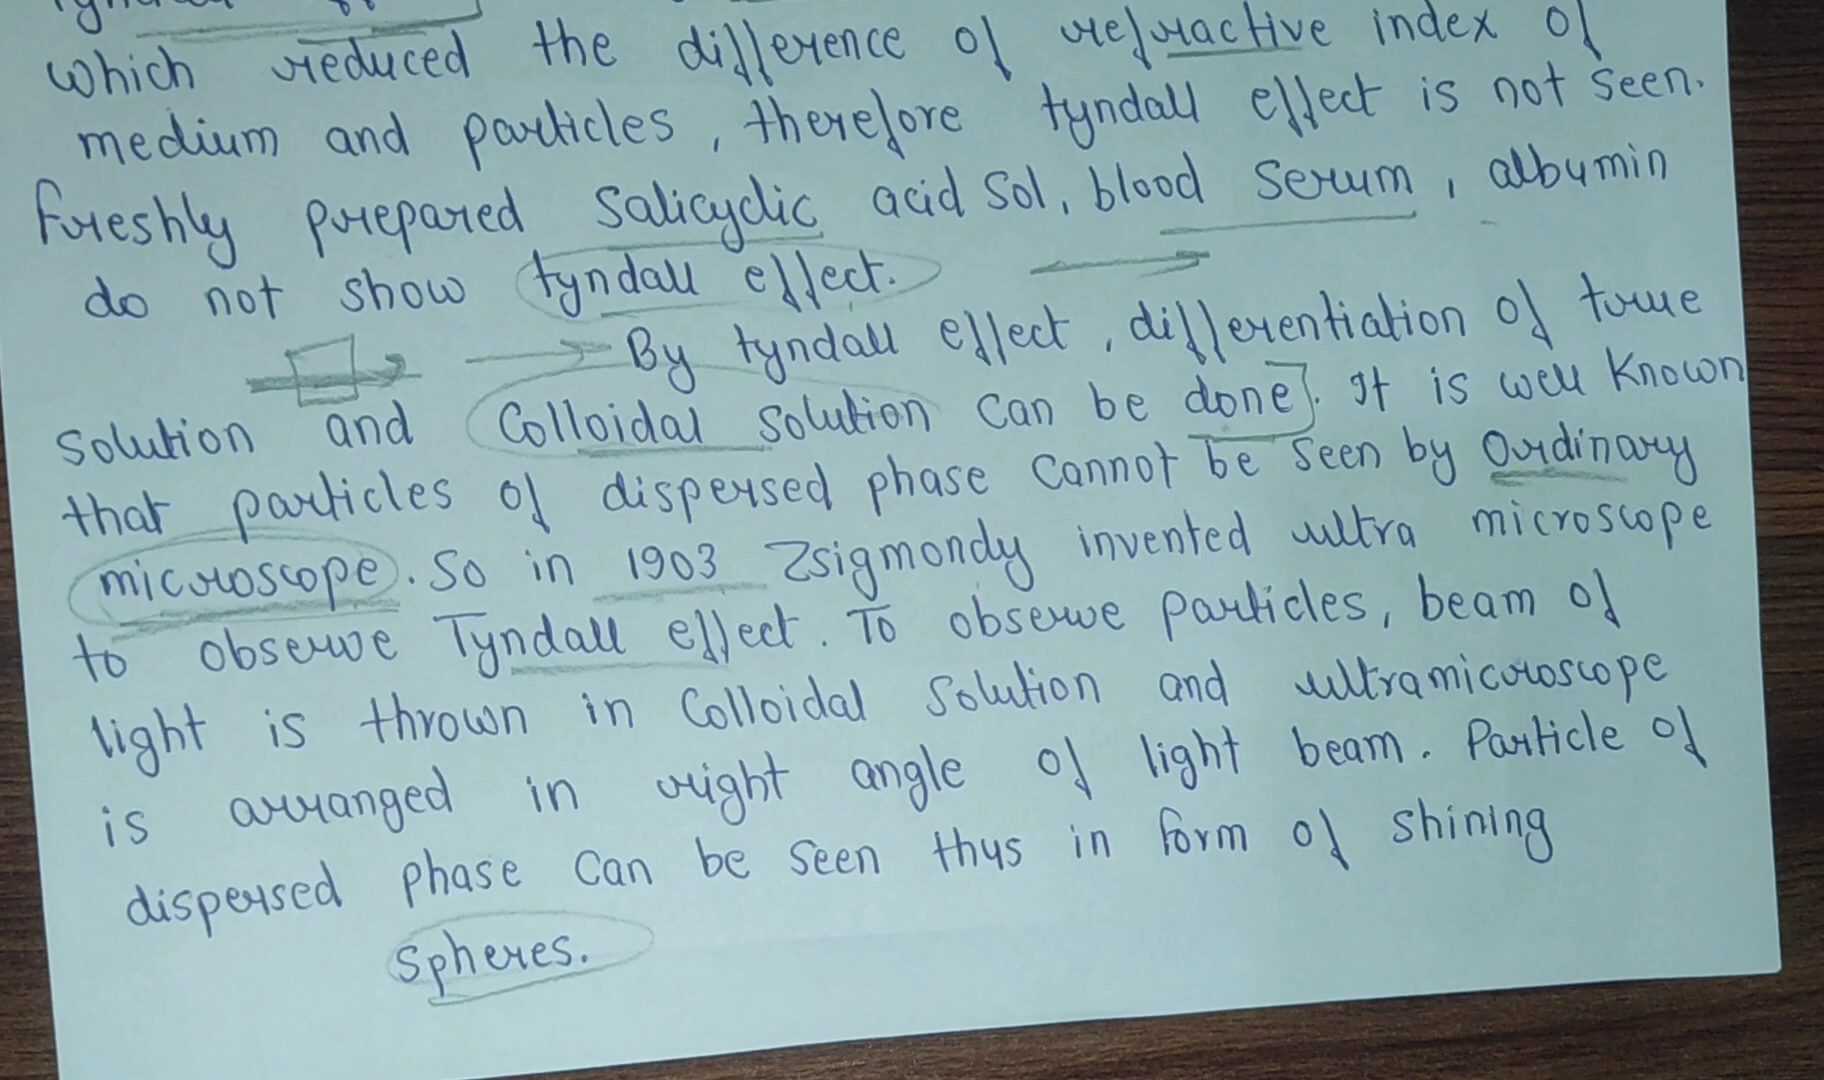 which reduced the difference of refractive index of
medium and particles, therefore tyndall effect is not seen.
freshly prepared Salicyclic acid Sol, blood Serum, albumin
do not show tyndall effect.
By tyndall effect, differentiation of true
Solution and Colloidal Solution can be done. It is well known
that particles of dispersed phase Cannot be seen by Ordinary
microscope. So in 1903 Zsigmondy invented ultra microscope
to observe Tyndall effect. To observe particles, beam of
light is thrown in Colloidal Solution and ultramicroscope
is arranged in right angle of light beam. Particle of
dispersed phase Can be Seen thus in form of shining
Spheres.